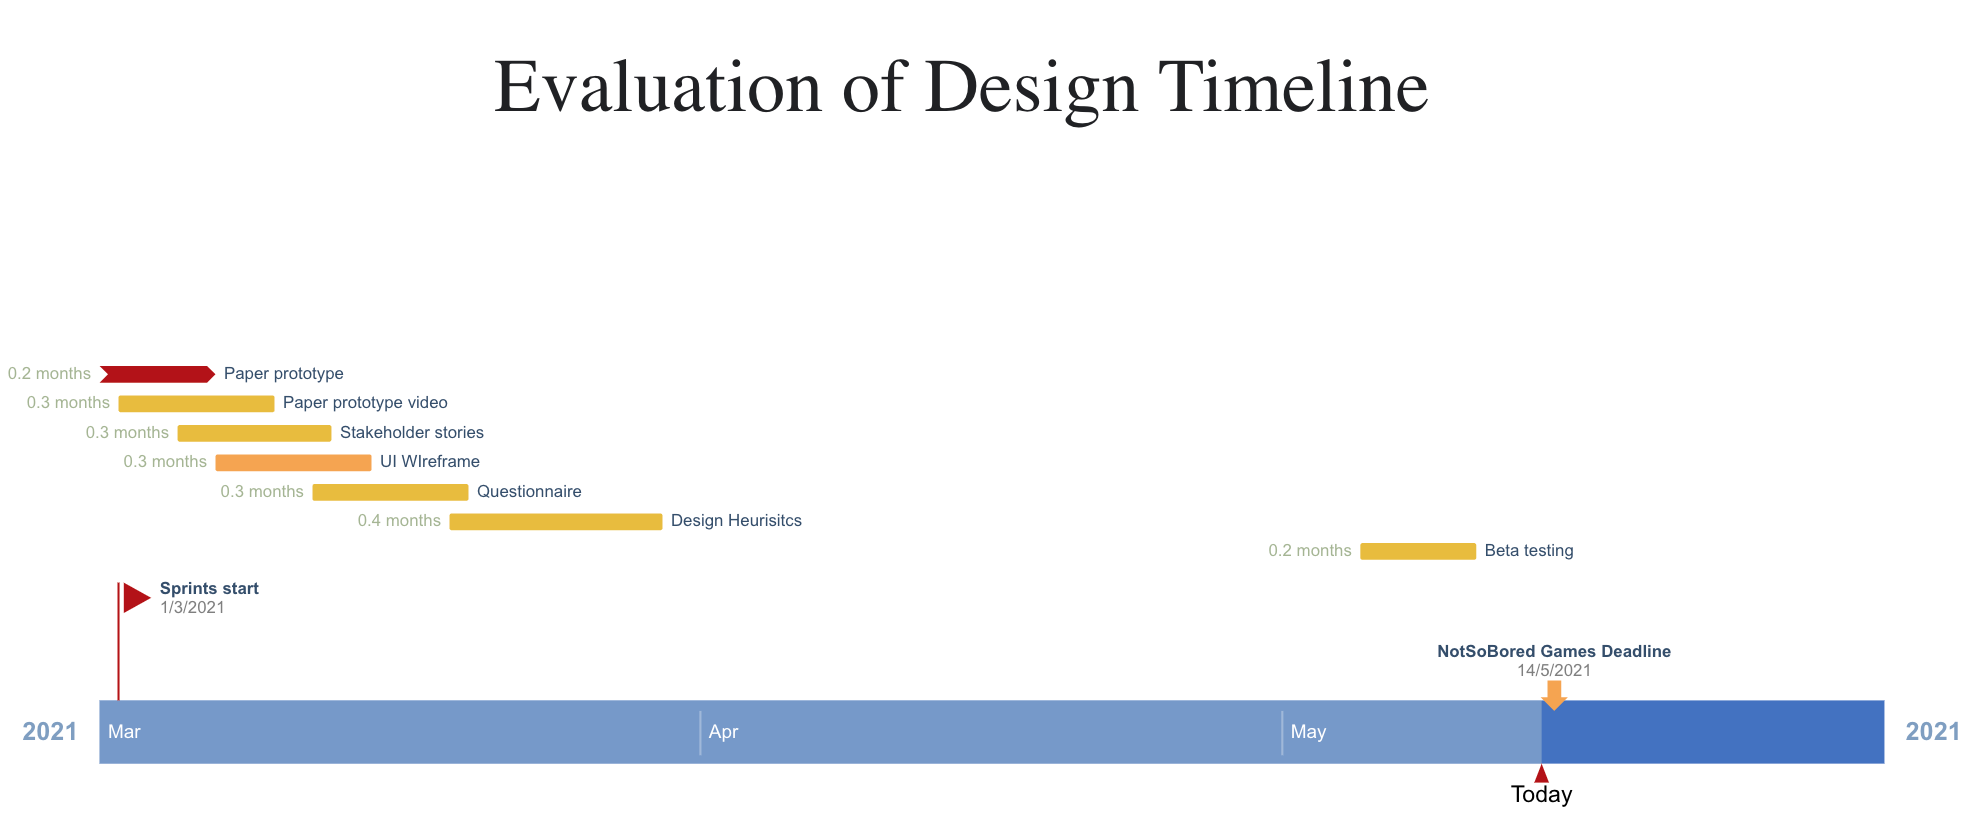 Evaluation of Design Timeline
0.2 months Paper prototype
0.3 months Paper prototype video
0.3 months Stakeholder stories
0.3 months UI WIreframe
0.3 months Questionnaire
0.4 months Design Heurisitcs
0.2 months Beta testing
Sprints start
1/3/2021
NotSoBored Games Deadline
14/5/2021
2021 Mar Apr May 2021
Today